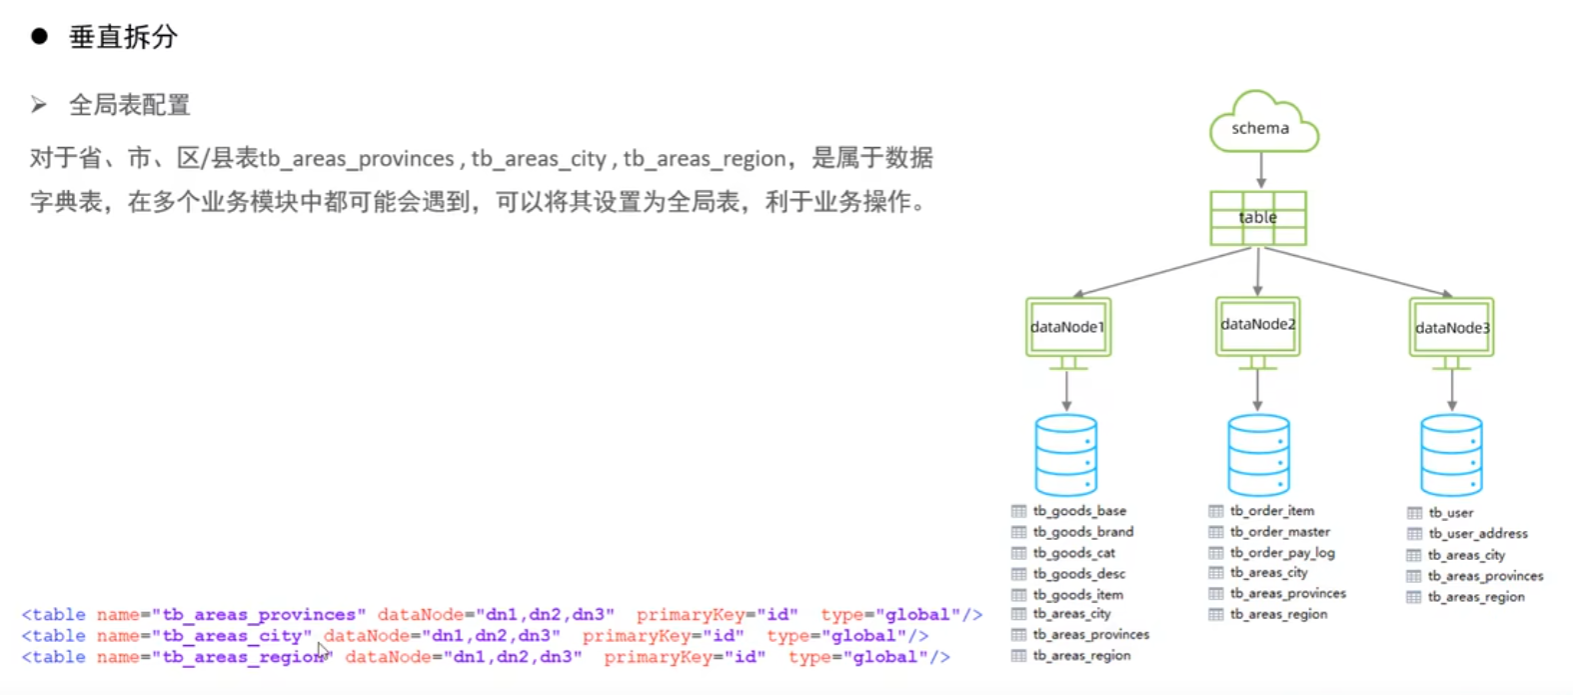 ● 垂直拆分
➢ 全局表配置
对于省、市、区/县表tb_areas_provinces , tb_areas_city , tb_areas_region，是属于数据
字典表，在多个业务模块中都可能会遇到，可以将其设置为全局表，利于业务操作。
<table name="tb_areas_provinces" dataNode="dn1,dn2,dn3" primaryKey="id" type="global"/>
<table name="tb_areas_city" dataNode="dn1,dn2,dn3" primaryKey="id" type="global"/>
<table name="tb_areas_region" dataNode="dn1,dn2,dn3" primaryKey="id" type="global"/>
schema
table
dataNode1
dataNode2
dataNode3
tb_goods_base
tb_goods_brand
tb_goods_cat
tb_goods_desc
tb_goods_item
tb_areas_city
tb_areas_provinces
tb_areas_region
tb_order_item
tb_order_master
tb_order_pay_log
tb_areas_city
tb_areas_provinces
tb_areas_region
tb_user
tb_user_address
tb_areas_city
tb_areas_provinces
tb_areas_region